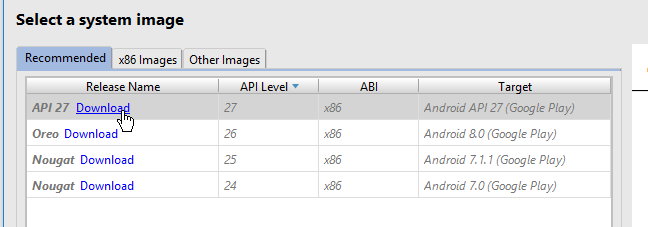 Select a system image
Recommended x86 Images Other Images
Release Name API Level ABI Target
API 27 Download 27 x86 Android API 27 (Google Play)
Oreo Download 26 x86 Android 8.0 (Google Play)
Nougat Download 25 x86 Android 7.1.1 (Google Play)
Nougat Download 24 x86 Android 7.0 (Google Play)